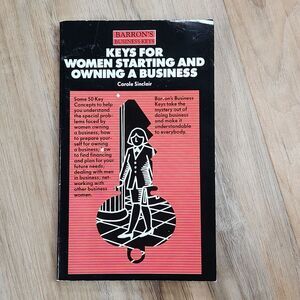 BARRON'S
BUSINESS KEYS
KEYS FOR
WOMEN STARTING AND
OWNING A BUSINESS
Carole Sinclair
Some 50 Key
Concepts to help
you understand
the special prob-
lems faced by
women owning
a business; how
to prepare your-
self for owning
a business; how
to find financing
and plan for your
future needs;
dealing with men
in business; net-
working with
other business
women.
Barron's Business
Keys take the
mystery out of
doing business
and make it
understandable
to everybody.